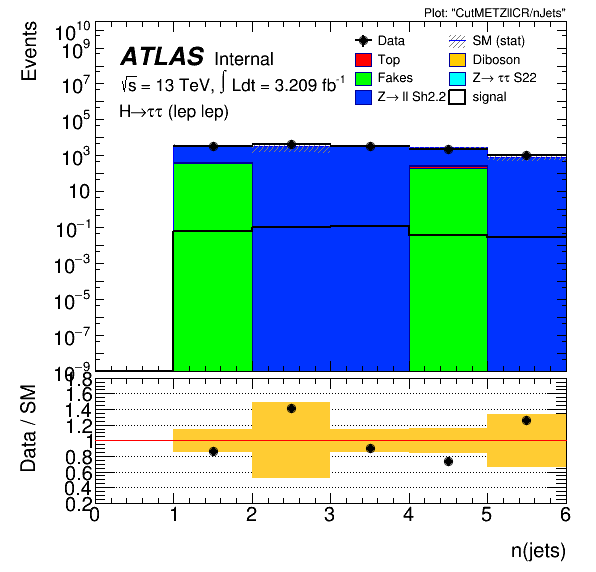 Plot: "CutMETZllCR/nJets"
Events
10^10
10^9
10^7
10^5
10^3
10
10^-1
10^-3
10^-5
10^-7
10^-9
ATLAS Internal
√s = 13 TeV, ∫ Ldt = 3.209 fb^-1
H→ττ (lep lep)
Data
SM (stat)
Top
Diboson
Fakes
Z→ ττ S22
Z→ ll Sh2.2
signal
Data / SM
1.8
1.6
1.4
1.2
1
0.8
0.6
0.4
0.2
0 1 2 3 4 5 6
n(jets)